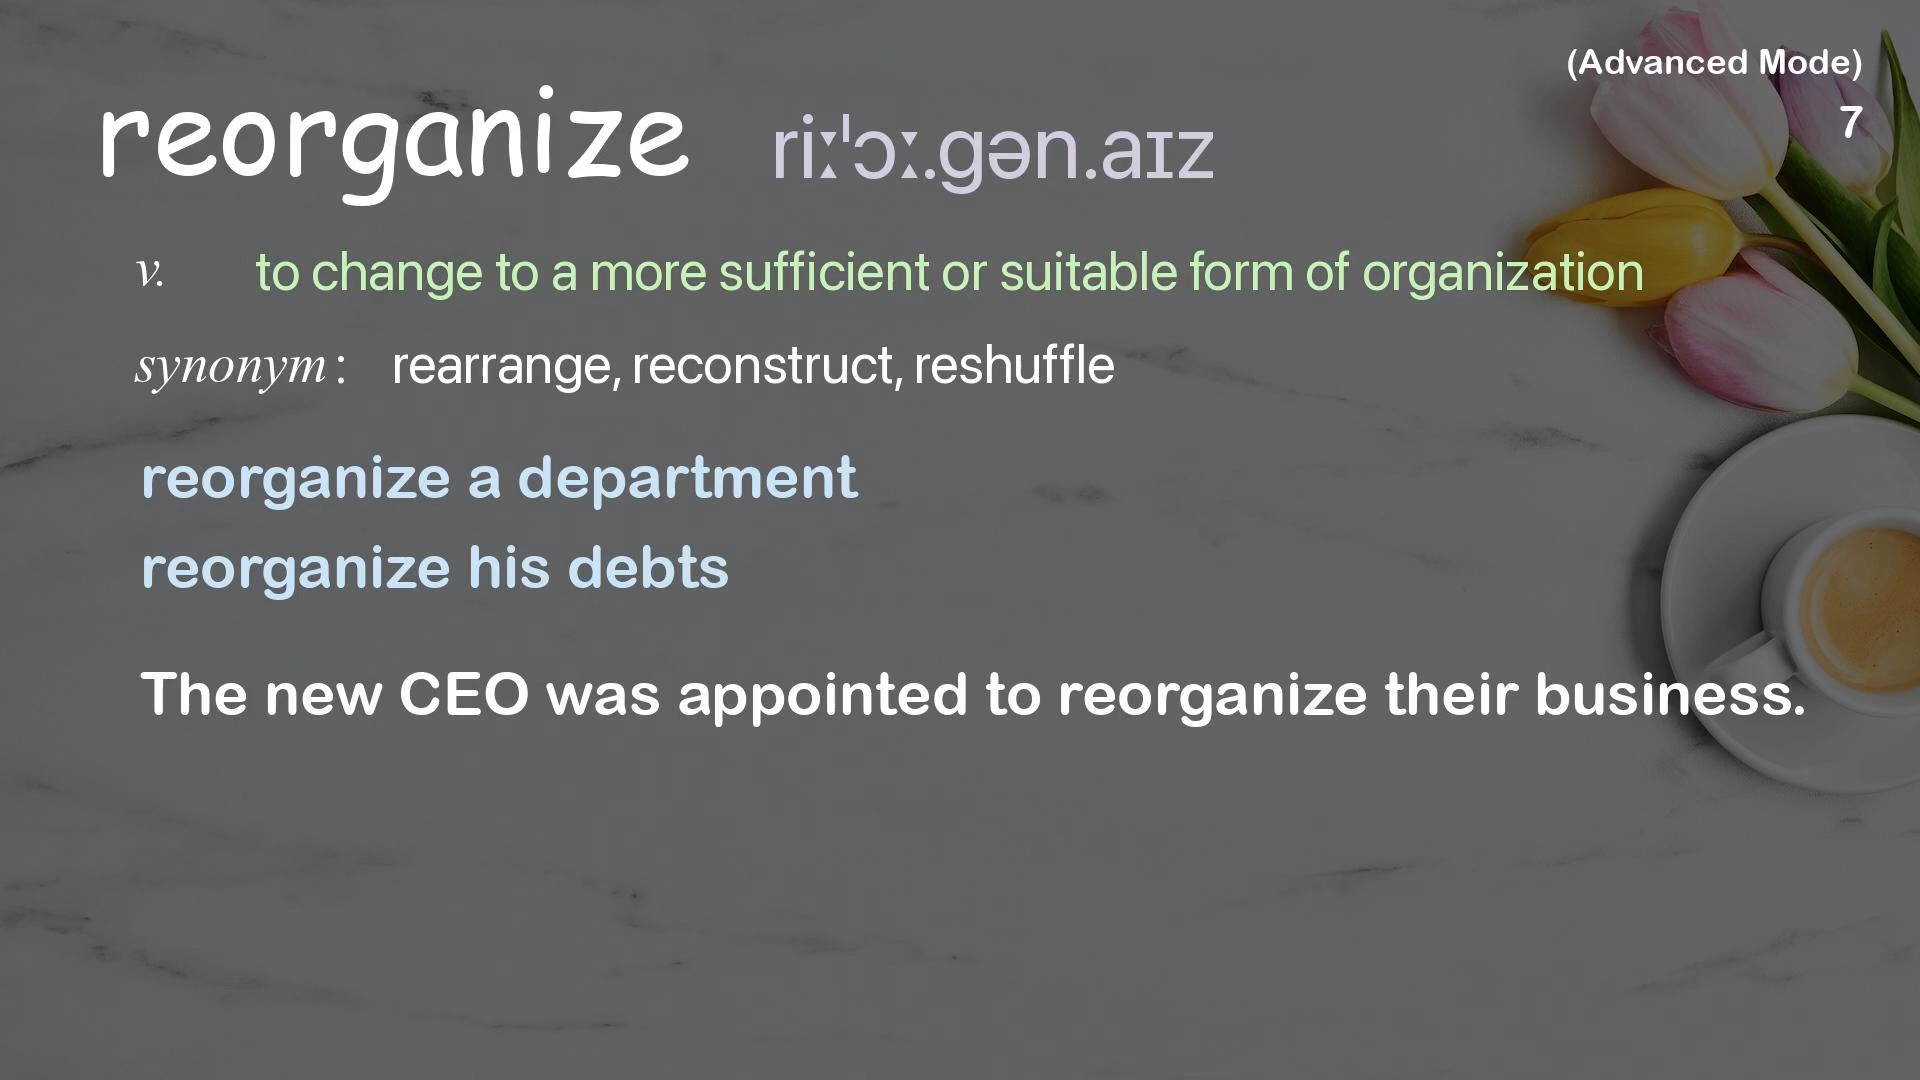 (Advanced Mode)
7
reorganize riːˈɔː.gən.aɪz
v. to change to a more sufficient or suitable form of organization
synonym : rearrange, reconstruct, reshuffle
reorganize a department
reorganize his debts
The new CEO was appointed to reorganize their business.